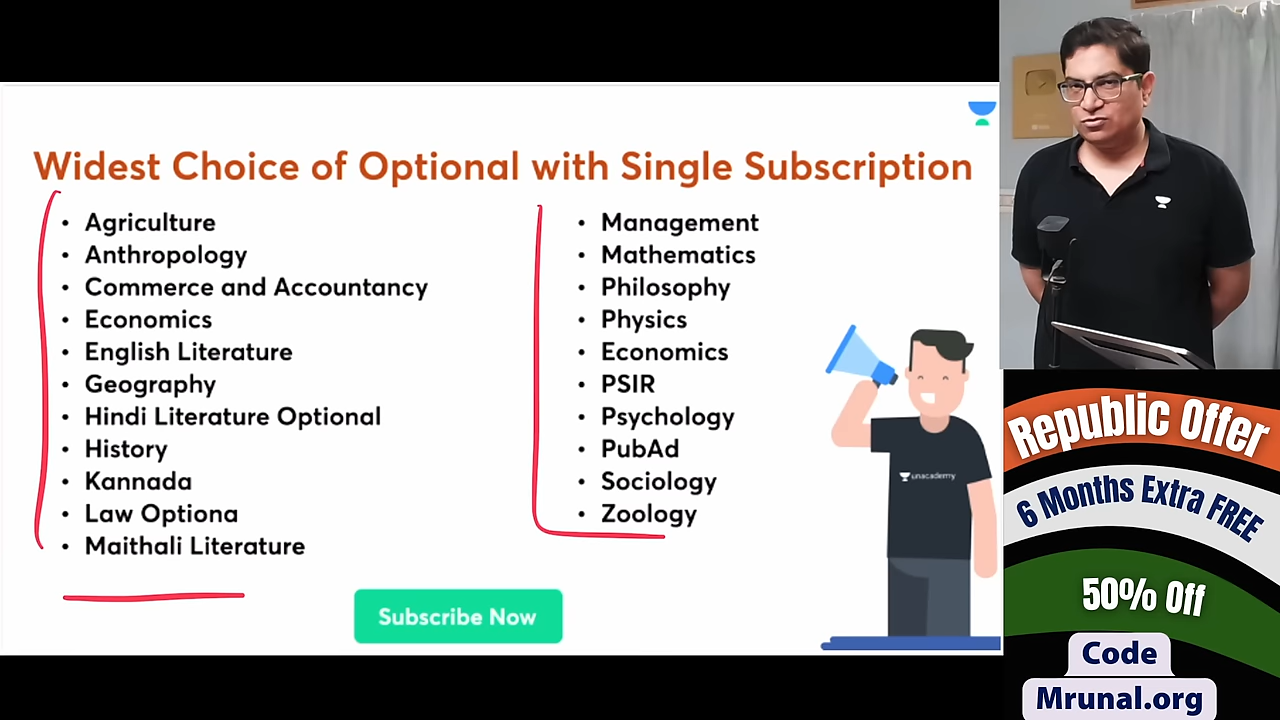 Widest Choice of Optional with Single Subscription
• Agriculture
• Anthropology
• Commerce and Accountancy
• Economics
• English Literature
• Geography
• Hindi Literature Optional
• History
• Kannada
• Law Optiona
• Maithali Literature
• Management
• Mathematics
• Philosophy
• Physics
• Economics
• PSIR
• Psychology
• PubAd
• Sociology
• Zoology
unacademy
Subscribe Now
Republic Offer
6 Months Extra FREE
50% Off
Code
Mrunal.org